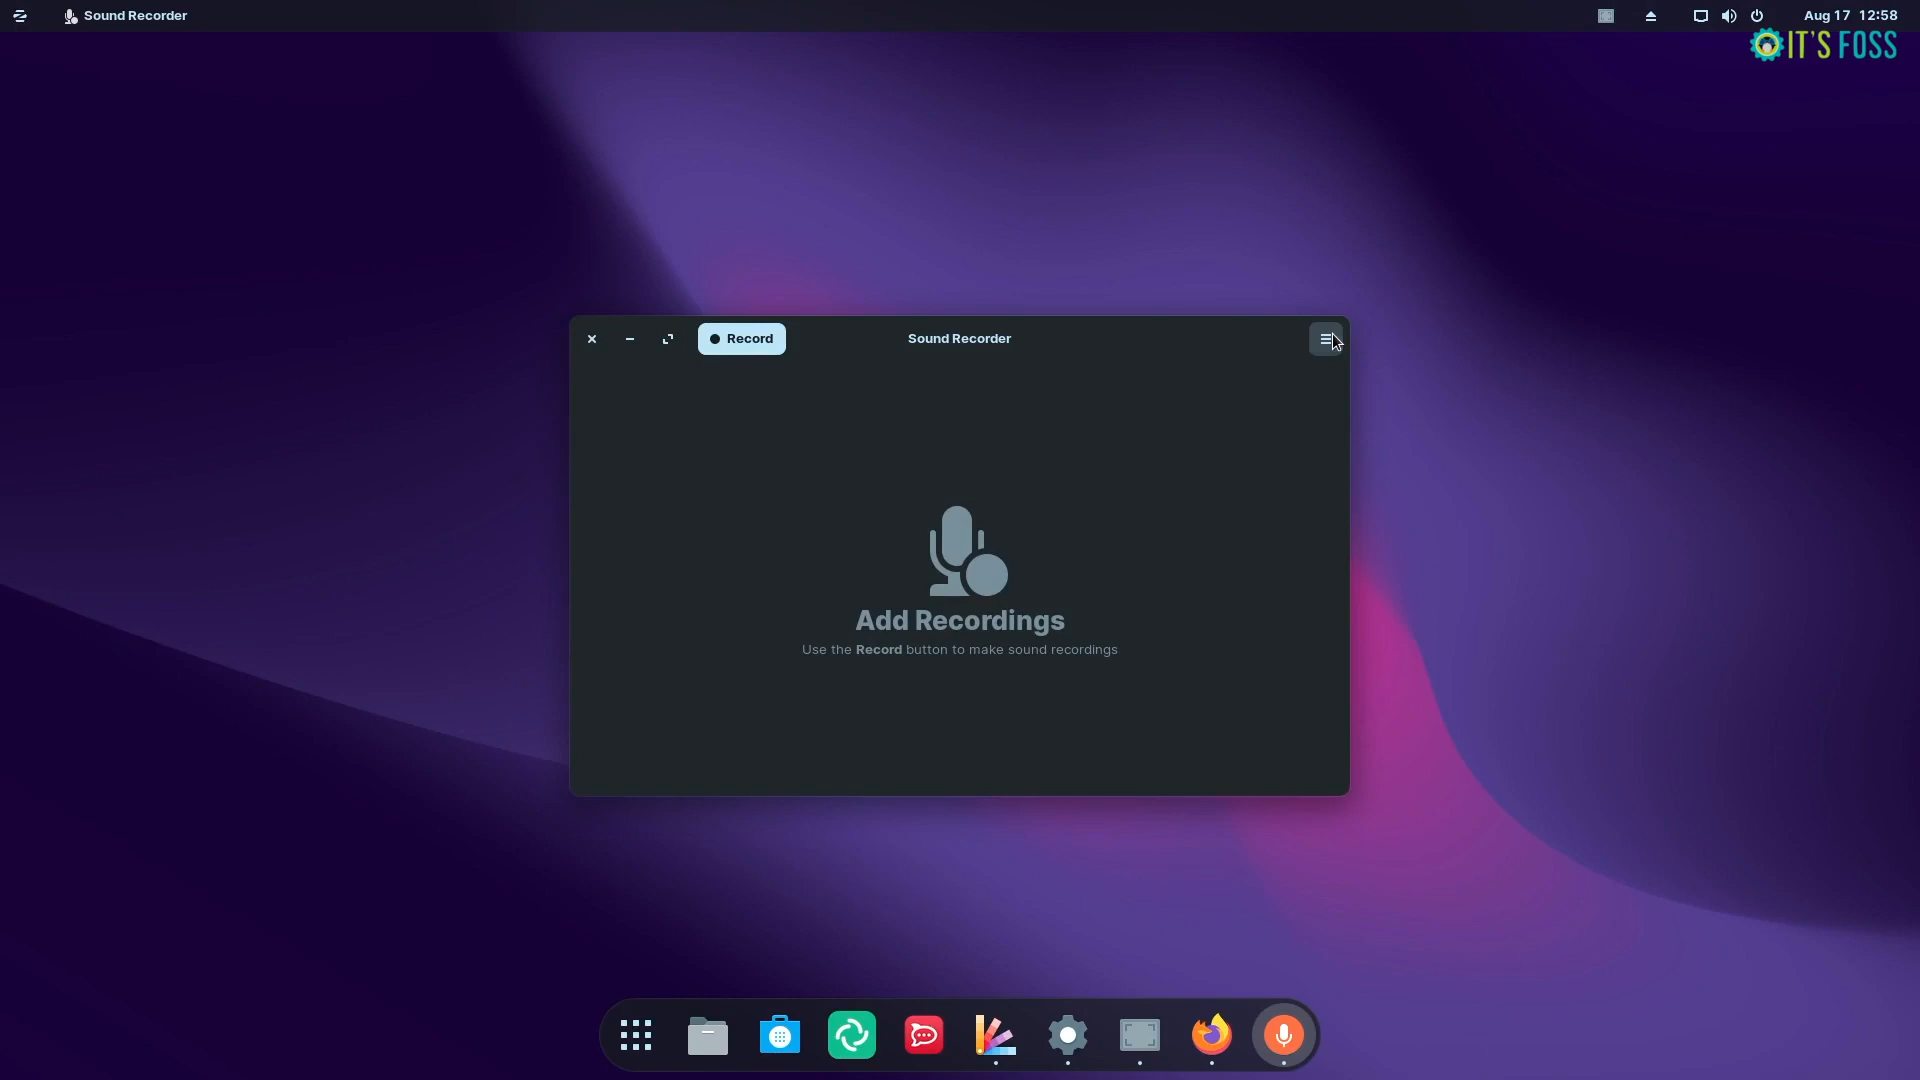 Sound Recorder
Aug 17 12:58
IT'S FOSS
Record
Sound Recorder
Add Recordings
Use the Record button to make sound recordings